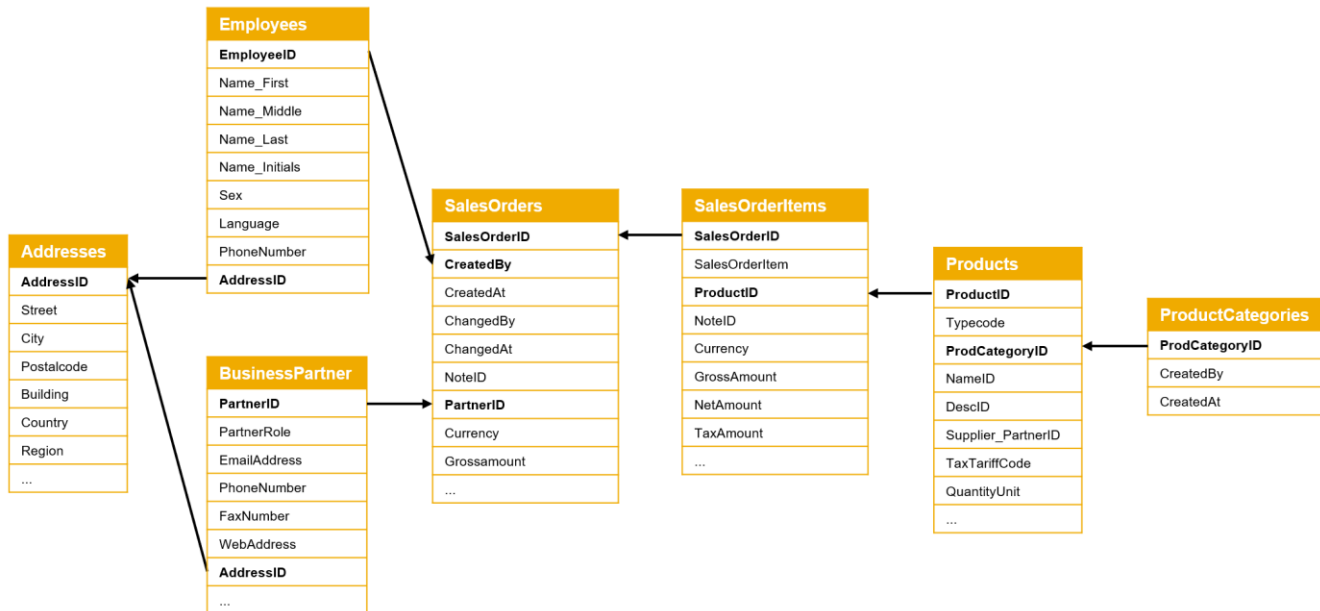 Employees
EmployeeID
Name_First
Name_Middle
Name_Last
Name_Initials
Sex
Language
PhoneNumber
AddressID
Addresses
AddressID
Street
City
Postalcode
Building
Country
Region
...
BusinessPartner
PartnerID
PartnerRole
EmailAddress
PhoneNumber
FaxNumber
WebAddress
AddressID
...
SalesOrders
SalesOrderID
CreatedBy
CreatedAt
ChangedBy
ChangedAt
NoteID
PartnerID
Currency
Grossamount
...
SalesOrderItems
SalesOrderID
SalesOrderItem
ProductID
NoteID
Currency
GrossAmount
NetAmount
TaxAmount
...
Products
ProductID
Typecode
ProdCategoryID
NameID
DescID
Supplier_PartnerID
TaxTariffCode
QuantityUnit
...
ProductCategories
ProdCategoryID
CreatedBy
CreatedAt